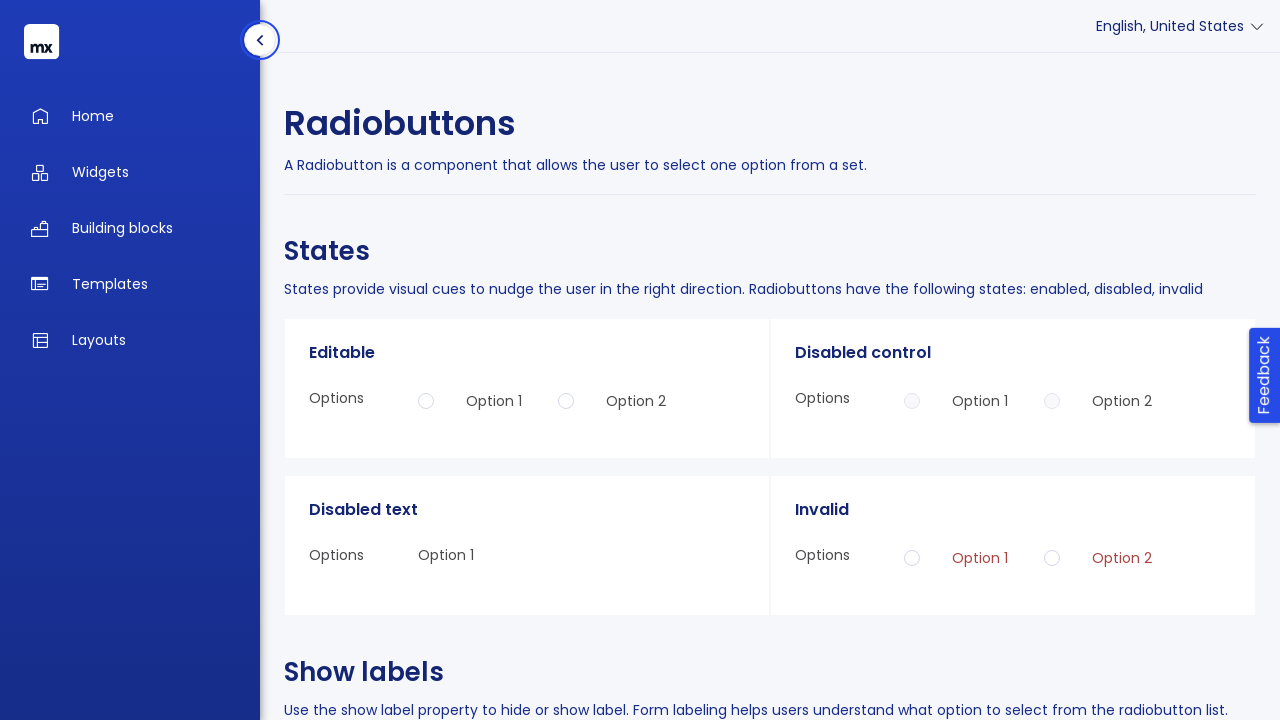 mx
English, United States
Home
Widgets
Building blocks
Templates
Layouts
Radiobuttons
A Radiobutton is a component that allows the user to select one option from a set.
States
States provide visual cues to nudge the user in the right direction. Radiobuttons have the following states: enabled, disabled, invalid
Editable
Options Option 1 Option 2
Disabled control
Options Option 1 Option 2
Disabled text
Options Option 1
Invalid
Options Option 1 Option 2
Feedback
Show labels
Use the show label property to hide or show label. Form labeling helps users understand what option to select from the radiobutton list.